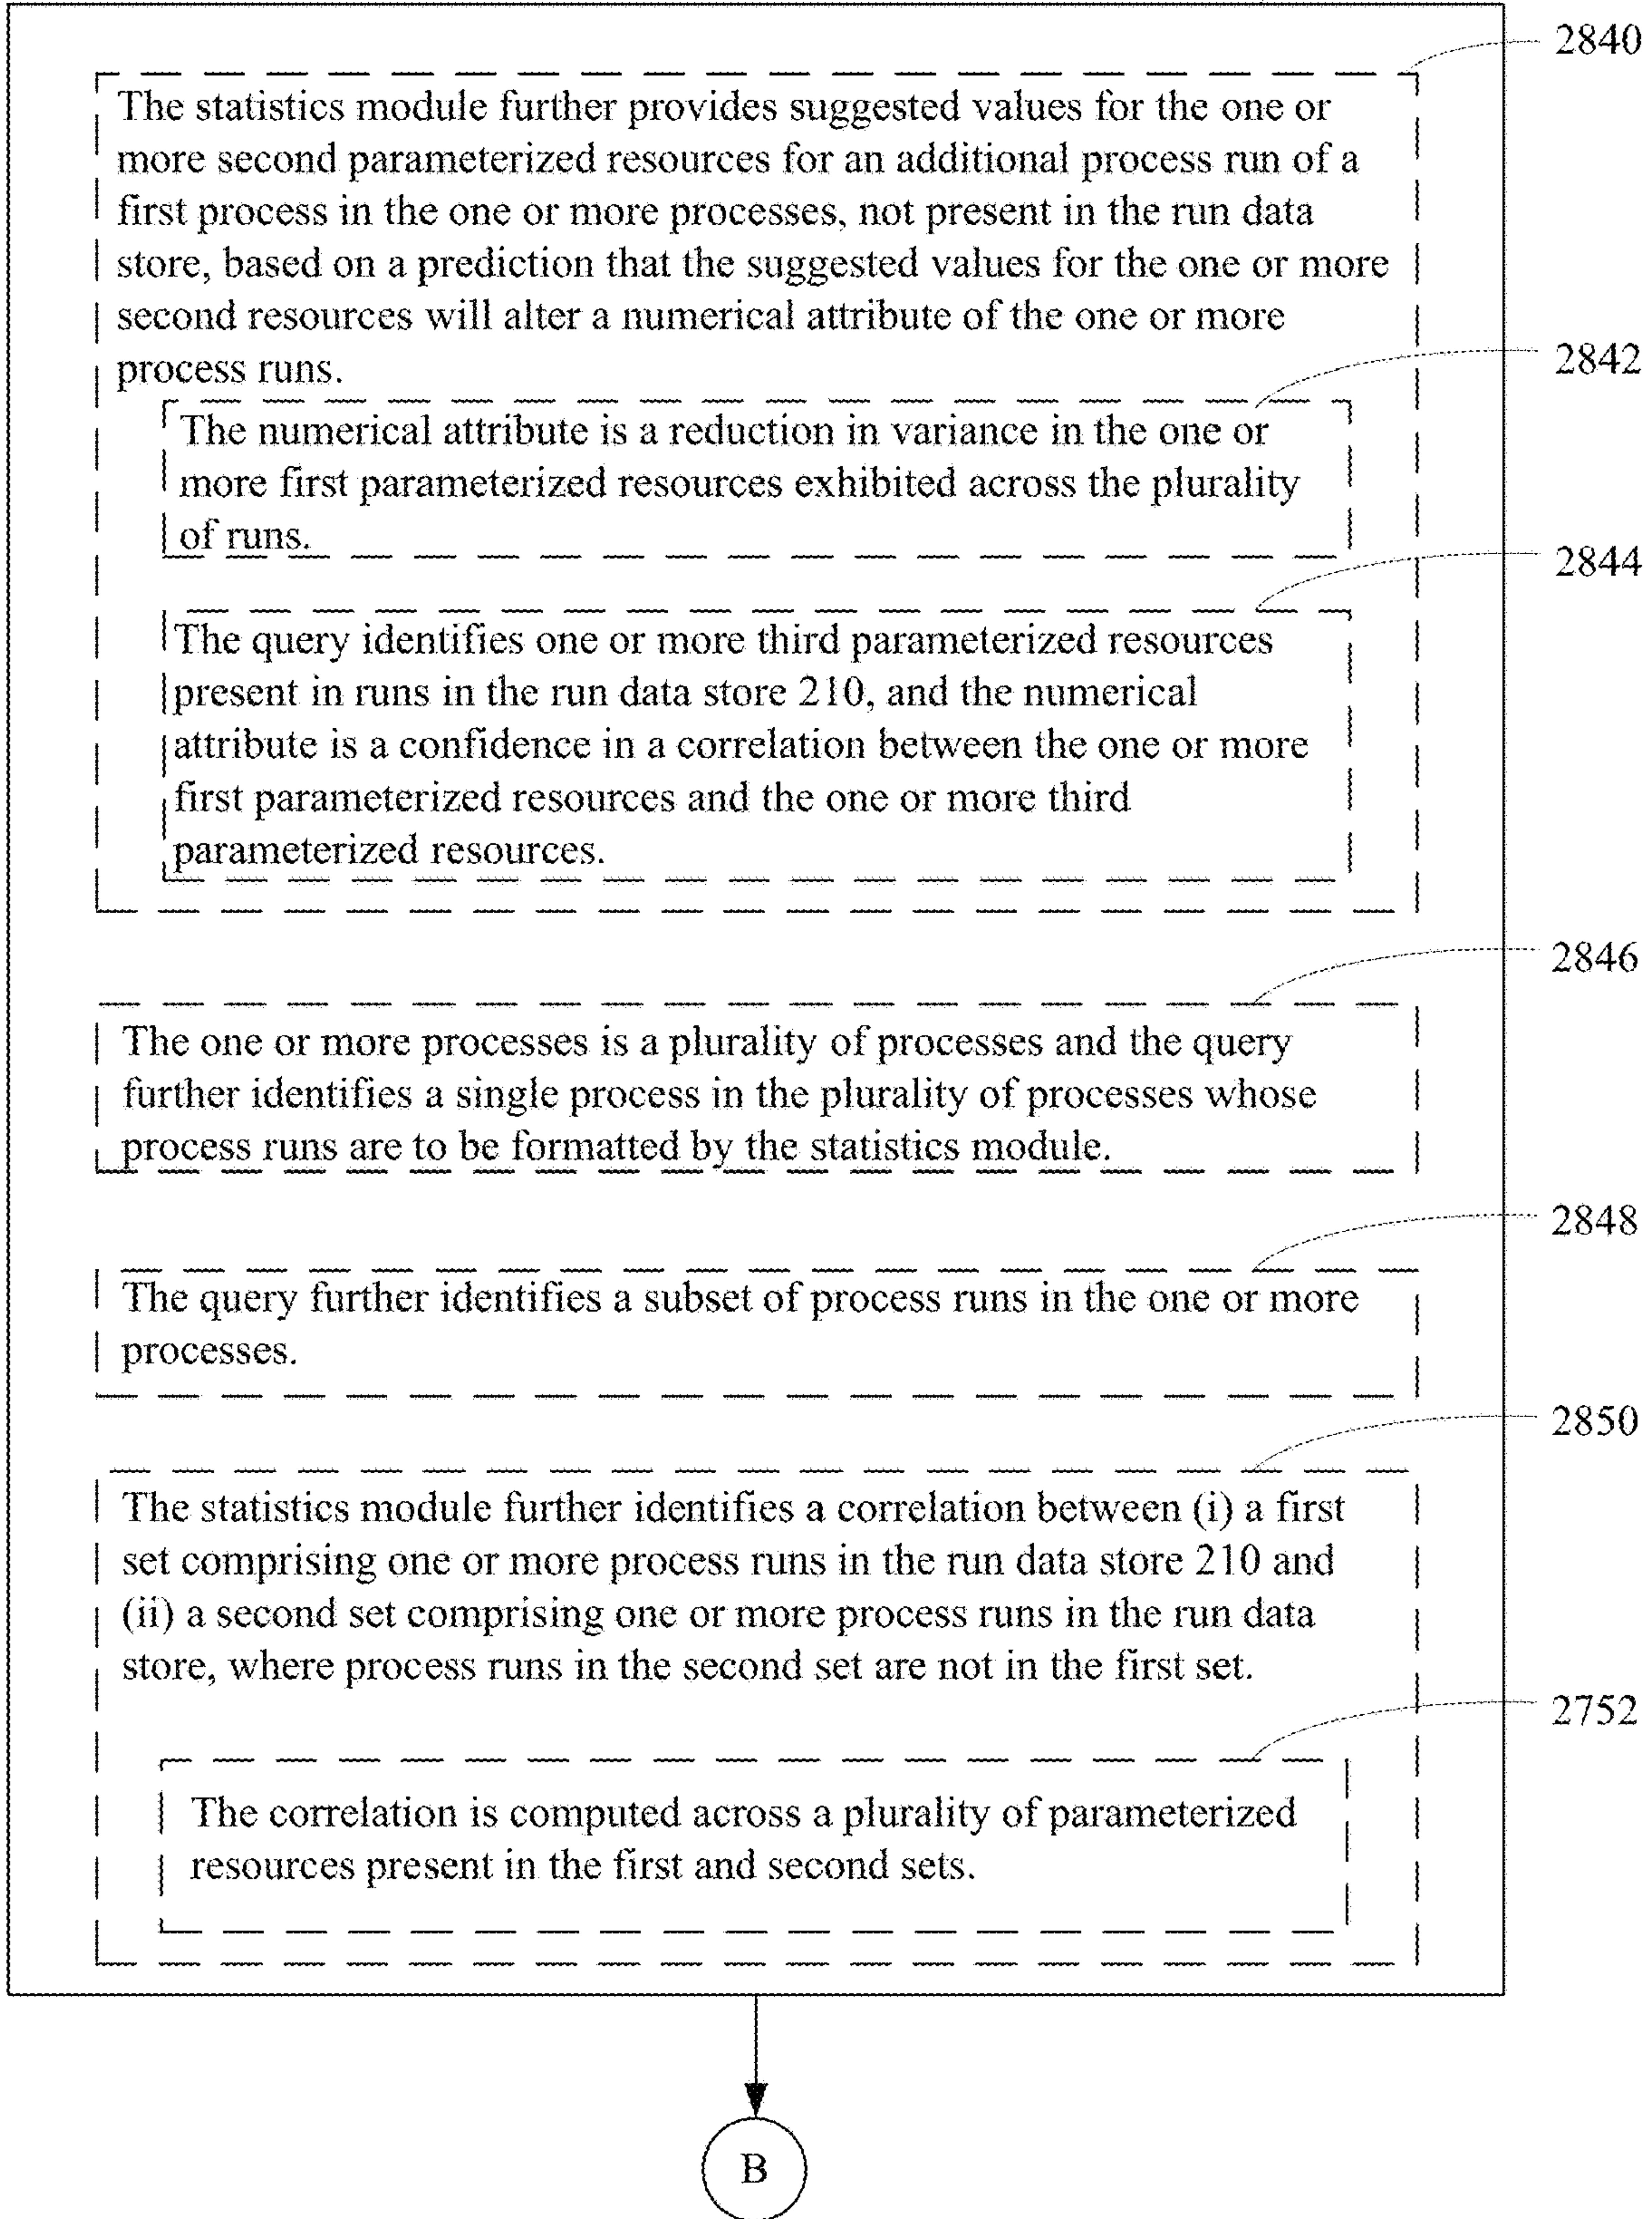 2840
The statistics module further provides suggested values for the one or
more second parameterized resources for an additional process run of a
first process in the one or more processes, not present in the run data
store, based on a prediction that the suggested values for the one or more
second resources will alter a numerical attribute of the one or more
process runs.
2842
The numerical attribute is a reduction in variance in the one or
more first parameterized resources exhibited across the plurality
of runs.
2844
The query identifies one or more third parameterized resources
present in runs in the run data store 210, and the numerical
attribute is a confidence in a correlation between the one or more
first parameterized resources and the one or more third
parameterized resources.
2846
The one or more processes is a plurality of processes and the query
further identifies a single process in the plurality of processes whose
process runs are to be formatted by the statistics module.
2848
The query further identifies a subset of process runs in the one or more
processes.
2850
The statistics module further identifies a correlation between (i) a first
set comprising one or more process runs in the run data store 210 and
(ii) a second set comprising one or more process runs in the run data
store, where process runs in the second set are not in the first set.
2752
The correlation is computed across a plurality of parameterized
resources present in the first and second sets.
B